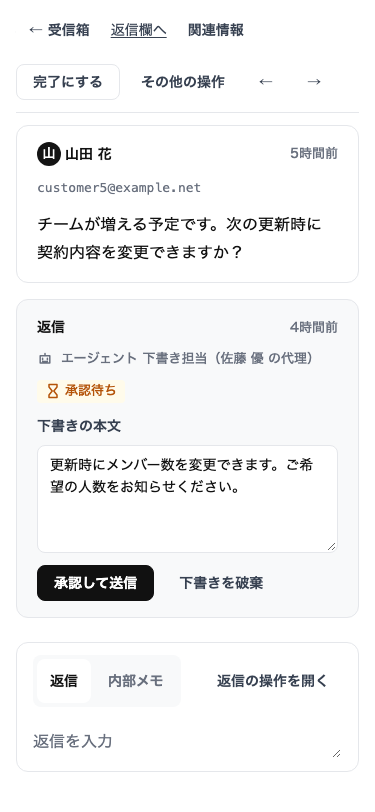 ← 受信箱 返信欄へ 関連情報
完了にする その他の操作 ← →
山 山田 花 5時間前
customer5@example.net
チームが増える予定です。次の更新時に
契約内容を変更できますか？
返信 4時間前
エージェント 下書き担当（佐藤 優 の代理）
承認待ち
下書きの本文
更新時にメンバー数を変更できます。ご希
望の人数をお知らせください。
承認して送信 下書きを破棄
返信 内部メモ 返信の操作を開く
返信を入力